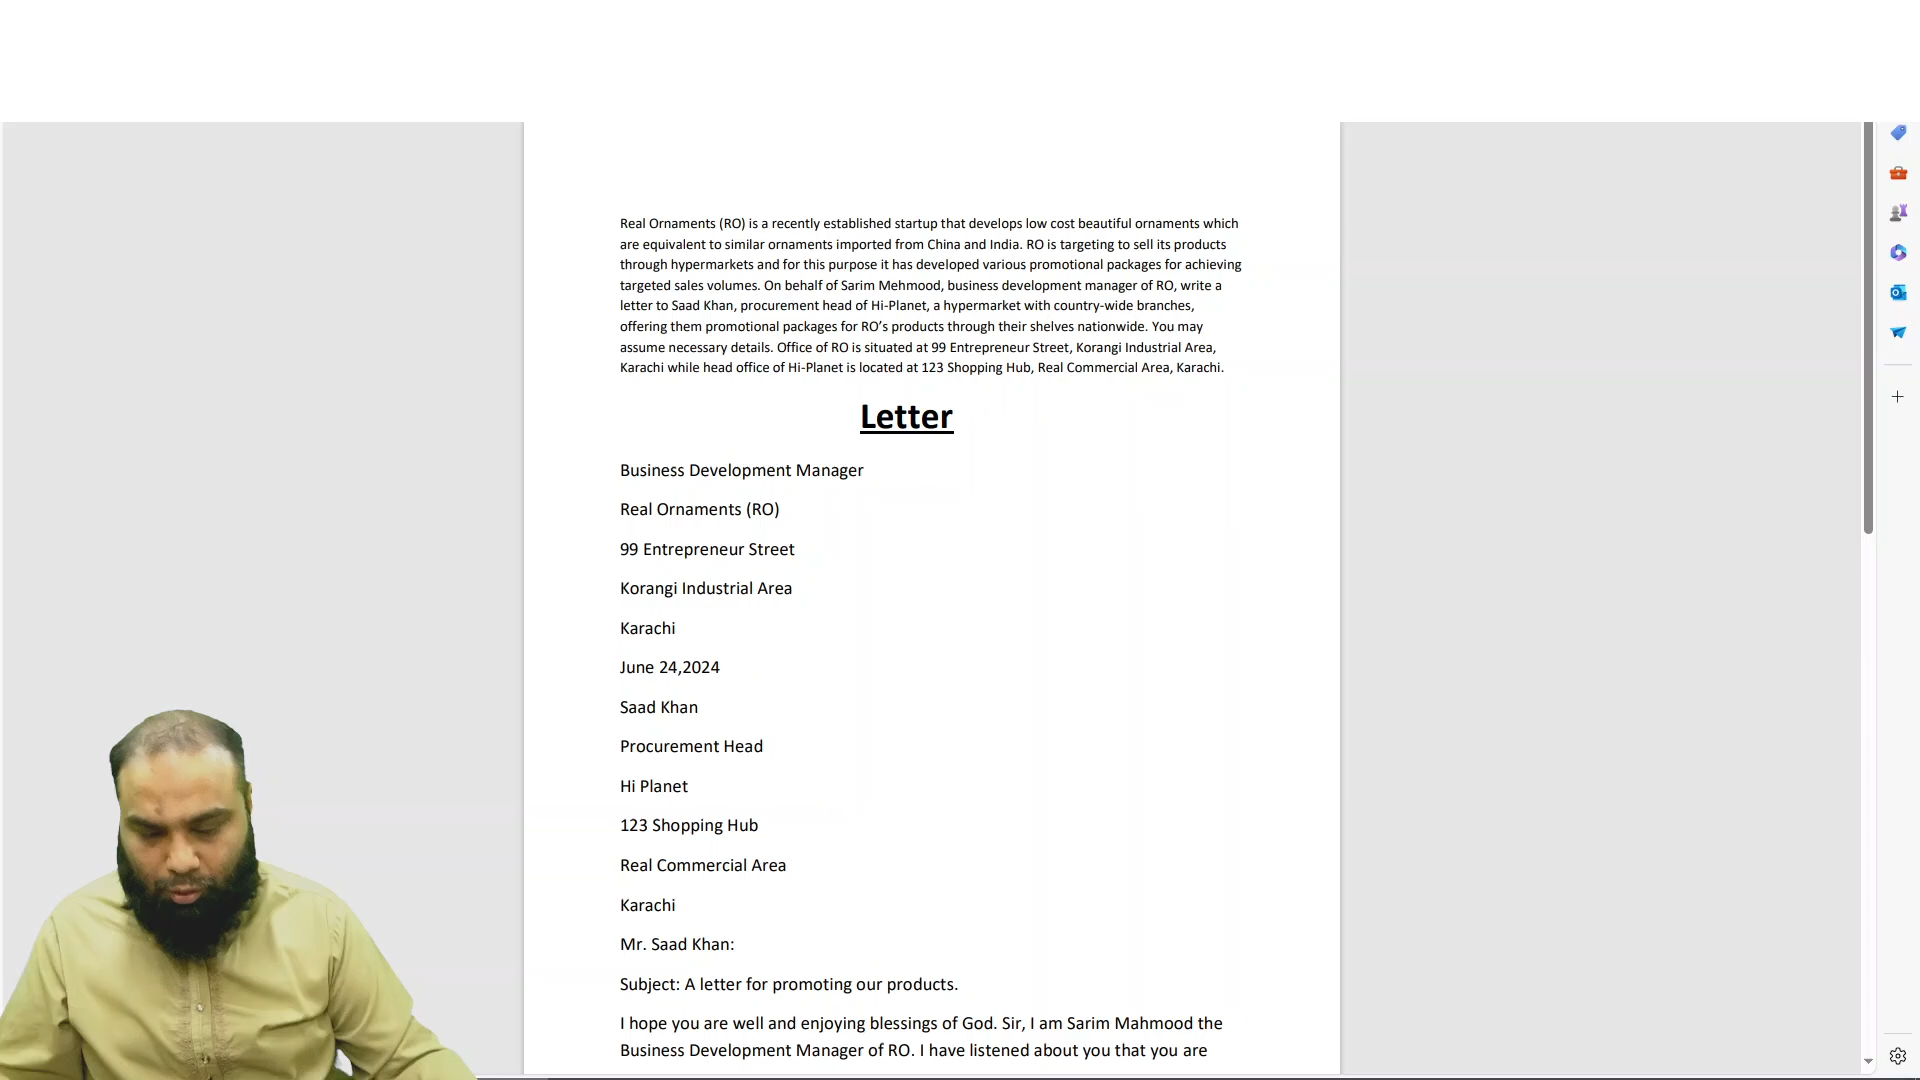 Real Ornaments (RO) is a recently established startup that develops low cost beautiful ornaments which
are equivalent to similar ornaments imported from China and India. RO is targeting to sell its products
through hypermarkets and for this purpose it has developed various promotional packages for achieving
targeted sales volumes. On behalf of Sarim Mehmood, business development manager of RO, write a
letter to Saad Khan, procurement head of Hi-Planet, a hypermarket with country-wide branches,
offering them promotional packages for RO’s products through their shelves nationwide. You may
assume necessary details. Office of RO is situated at 99 Entrepreneur Street, Korangi Industrial Area,
Karachi while head office of Hi-Planet is located at 123 Shopping Hub, Real Commercial Area, Karachi.
Letter
Business Development Manager
Real Ornaments (RO)
99 Entrepreneur Street
Korangi Industrial Area
Karachi
June 24,2024
Saad Khan
Procurement Head
Hi Planet
123 Shopping Hub
Real Commercial Area
Karachi
Mr. Saad Khan:
Subject: A letter for promoting our products.
I hope you are well and enjoying blessings of God. Sir, I am Sarim Mahmood the
Business Development Manager of RO. I have listened about you that you are